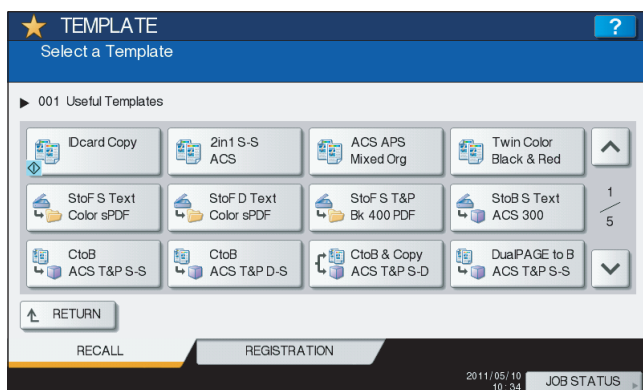 TEMPLATE
?
Select a Template
001 Useful Templates
IDcard Copy
2in1 S-S
ACS
ACS APS
Mixed Org
Twin Color
Black & Red
StoF S Text
Color sPDF
StoF D Text
Color sPDF
StoF S T&P
Bk 400 PDF
StoB S Text
ACS 300
1
5
CtoB
ACS T&P S-S
CtoB
ACS T&P D-S
CtoB & Copy
ACS T&P S-D
DualPAGE to B
ACS T&P S-S
RETURN
RECALL
REGISTRATION
2011/05/10
10:34
JOB STATUS